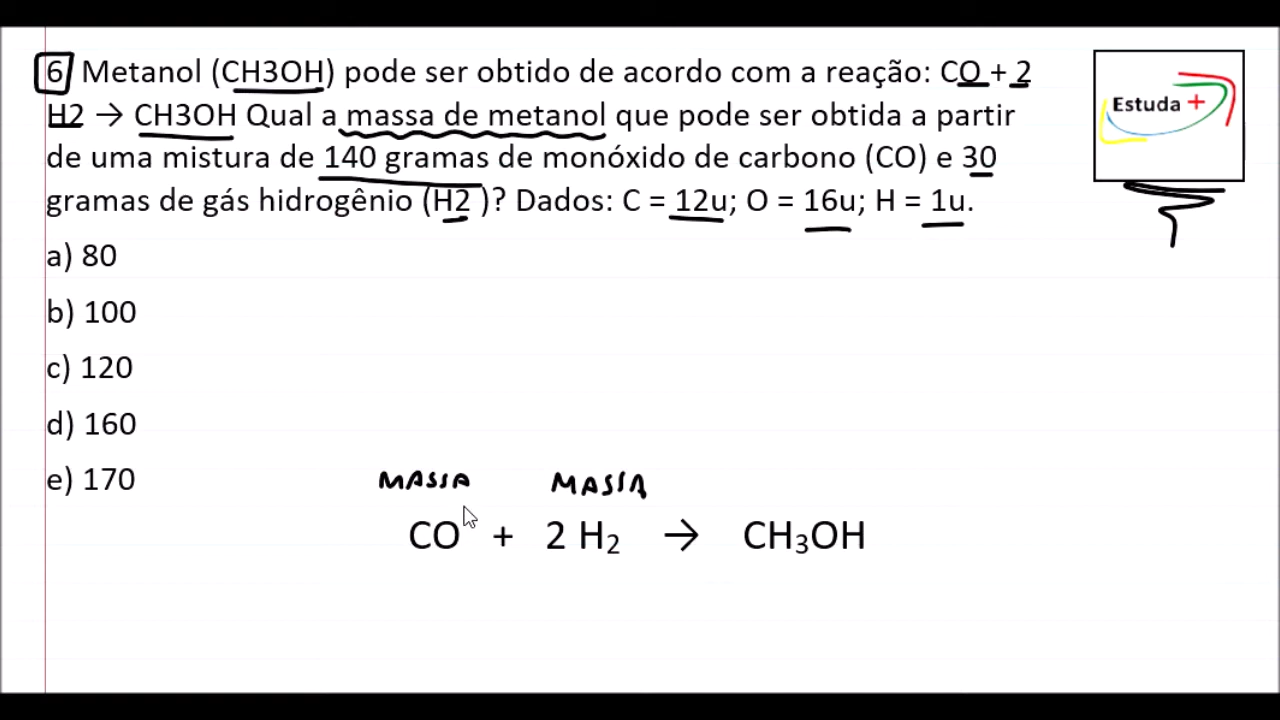 6) Metanol (CH3OH) pode ser obtido de acordo com a reação: CO + 2
H2 → CH3OH Qual a massa de metanol que pode ser obtida a partir
de uma mistura de 140 gramas de monóxido de carbono (CO) e 30
gramas de gás hidrogênio (H2 )? Dados: C = 12u; O = 16u; H = 1u.
Estuda +
a) 80
b) 100
c) 120
d) 160
e) 170
MASSA MASSA
CO + 2 H₂ → CH₃OH